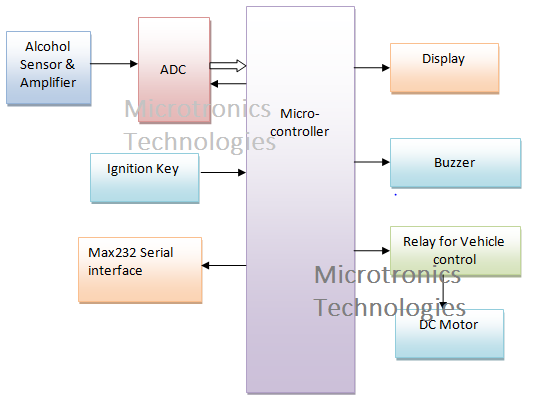 Alcohol
Sensor &
Amplifier
ADC
Micro-
controller
Display
Microtronics
Technologies
Ignition Key
Buzzer
Max232 Serial
interface
Relay for Vehicle
control
Microtronics
Technologies
DC Motor